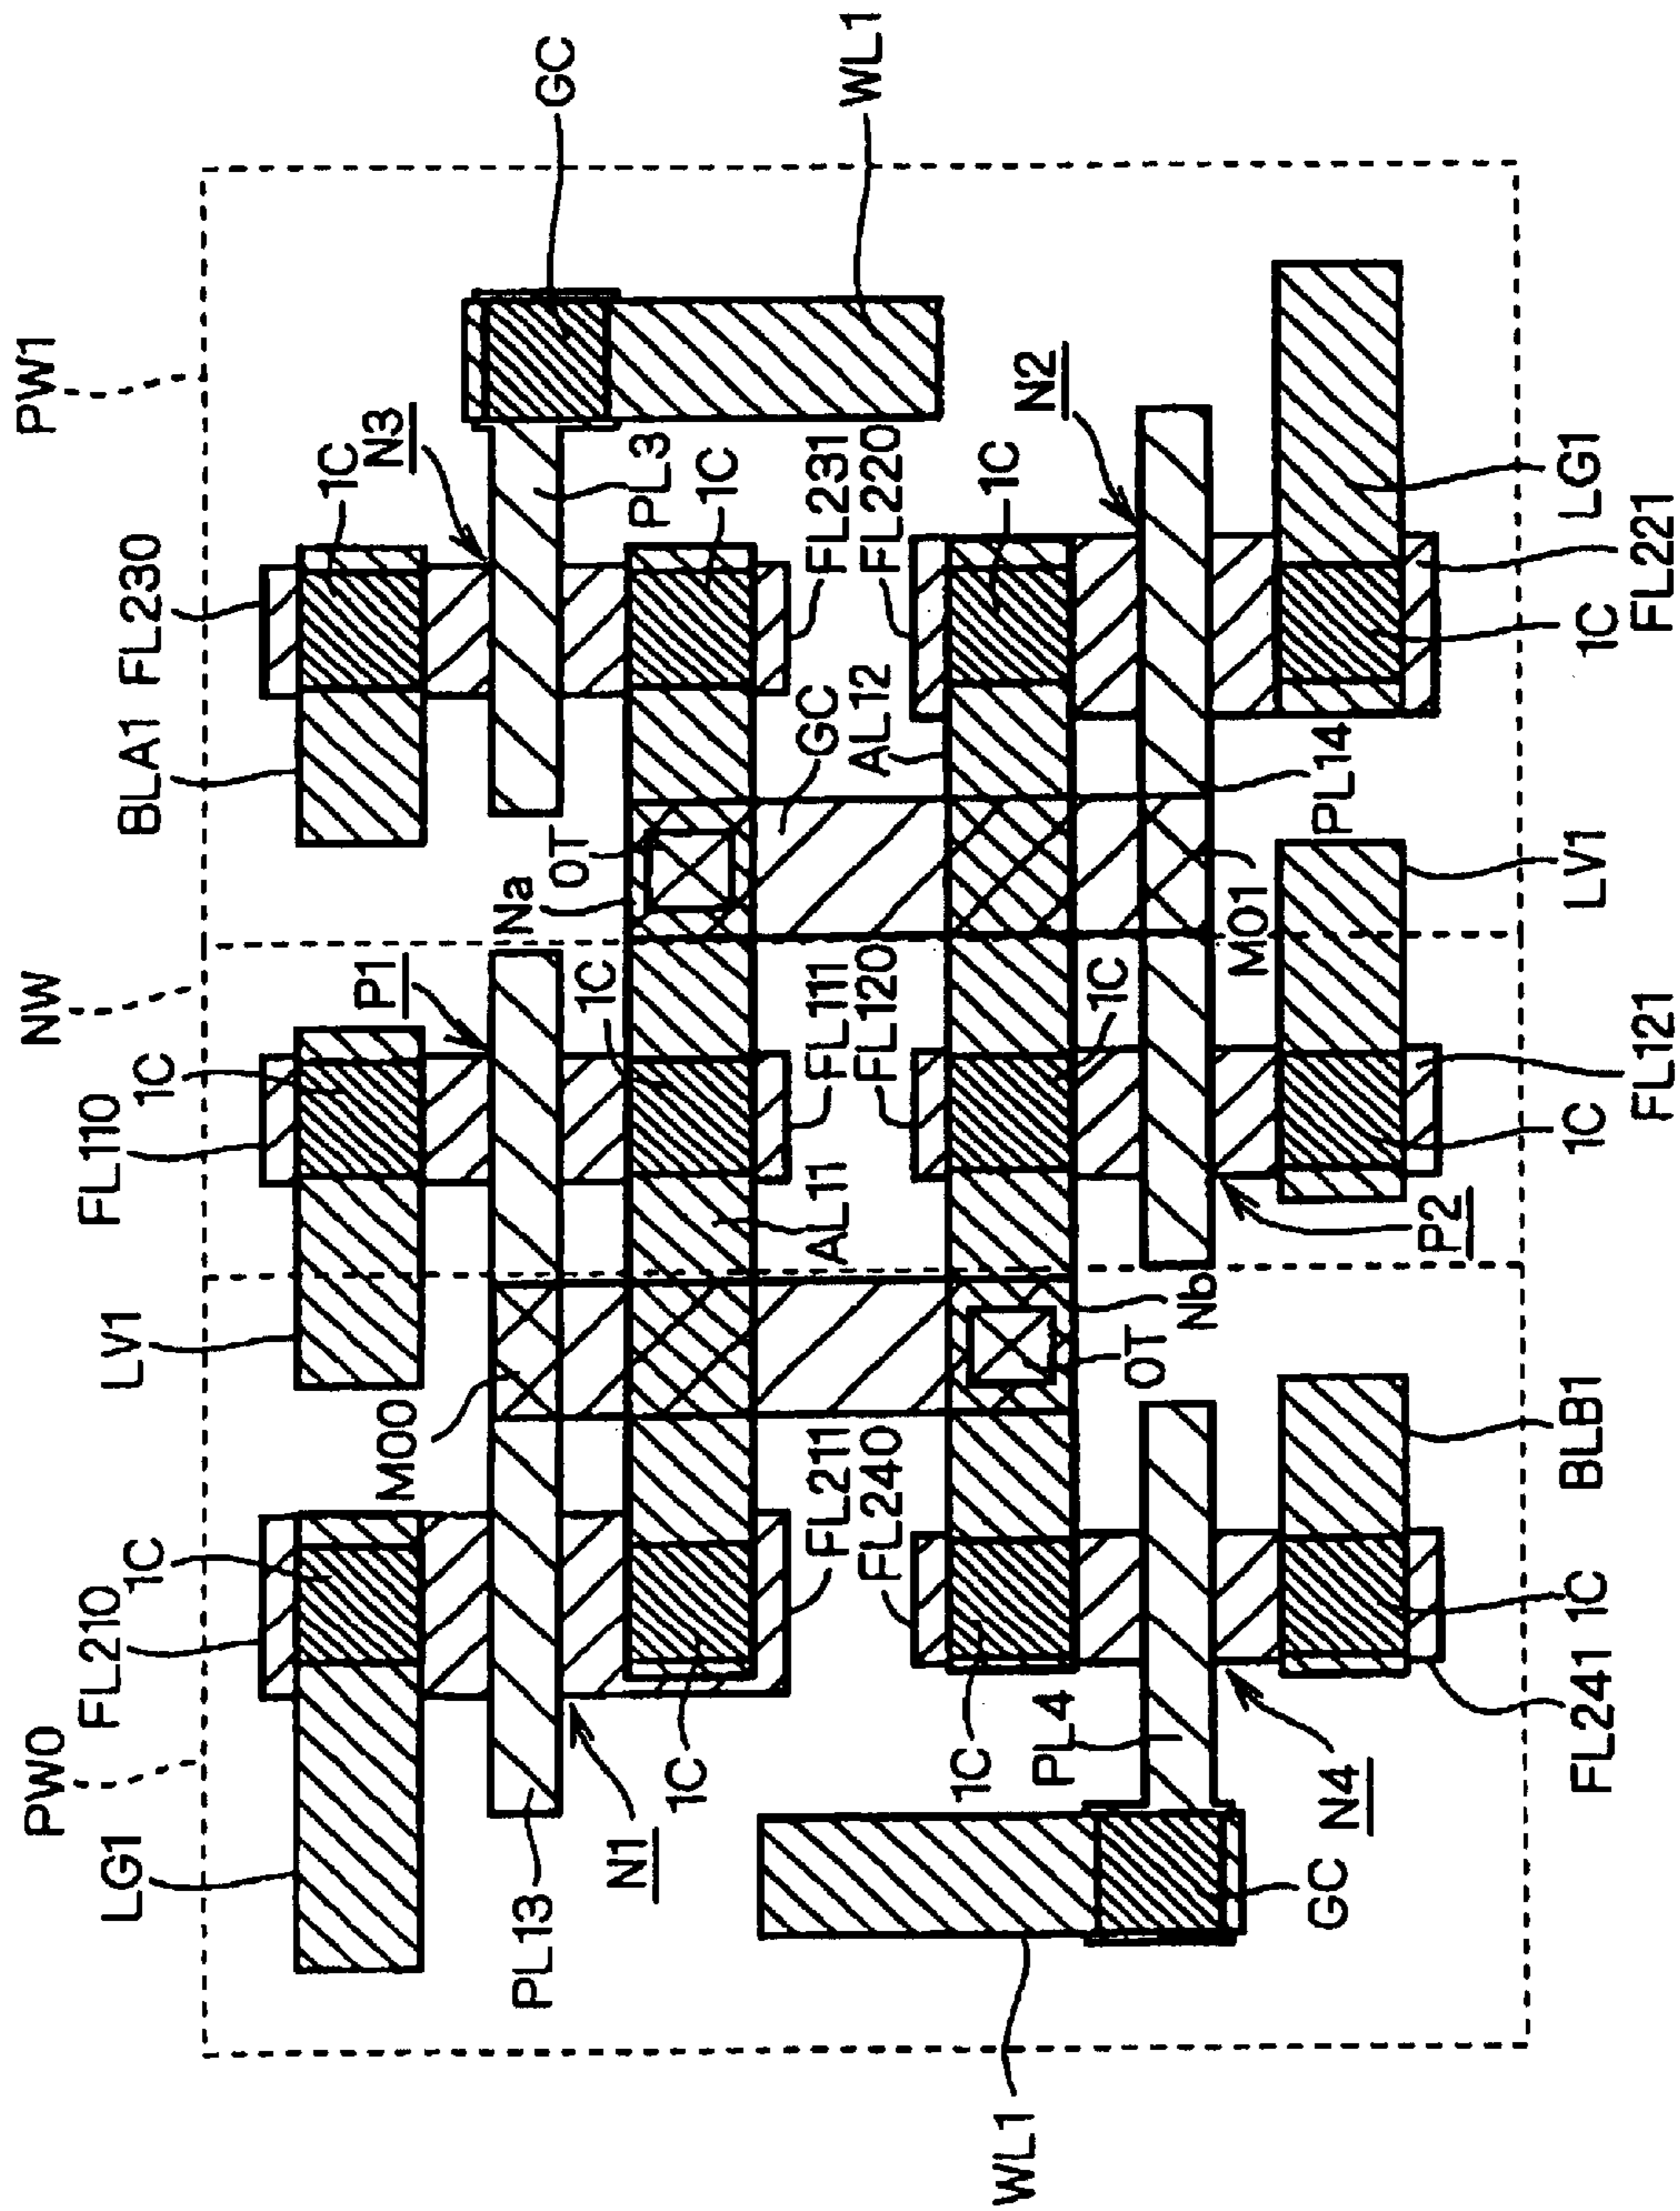 PW0
NW
PW1
LG1
FL210
1C
LV1
FL110
1C
BLA1
FL230
1C
N3
GC
M00
P1
PL13
Na
OT
PL3
N1
1C
1C
1C
WL1
AL11
FL111
GC
FL211
FL231
FL240
FL120
AL12
FL220
1C
1C
1C
WL1
PL4
N2
OT
Nb
M01
GC
N4
P2
PL14
BLB1
LV1
LG1
FL241
1C
1C
FL121
1C
FL221